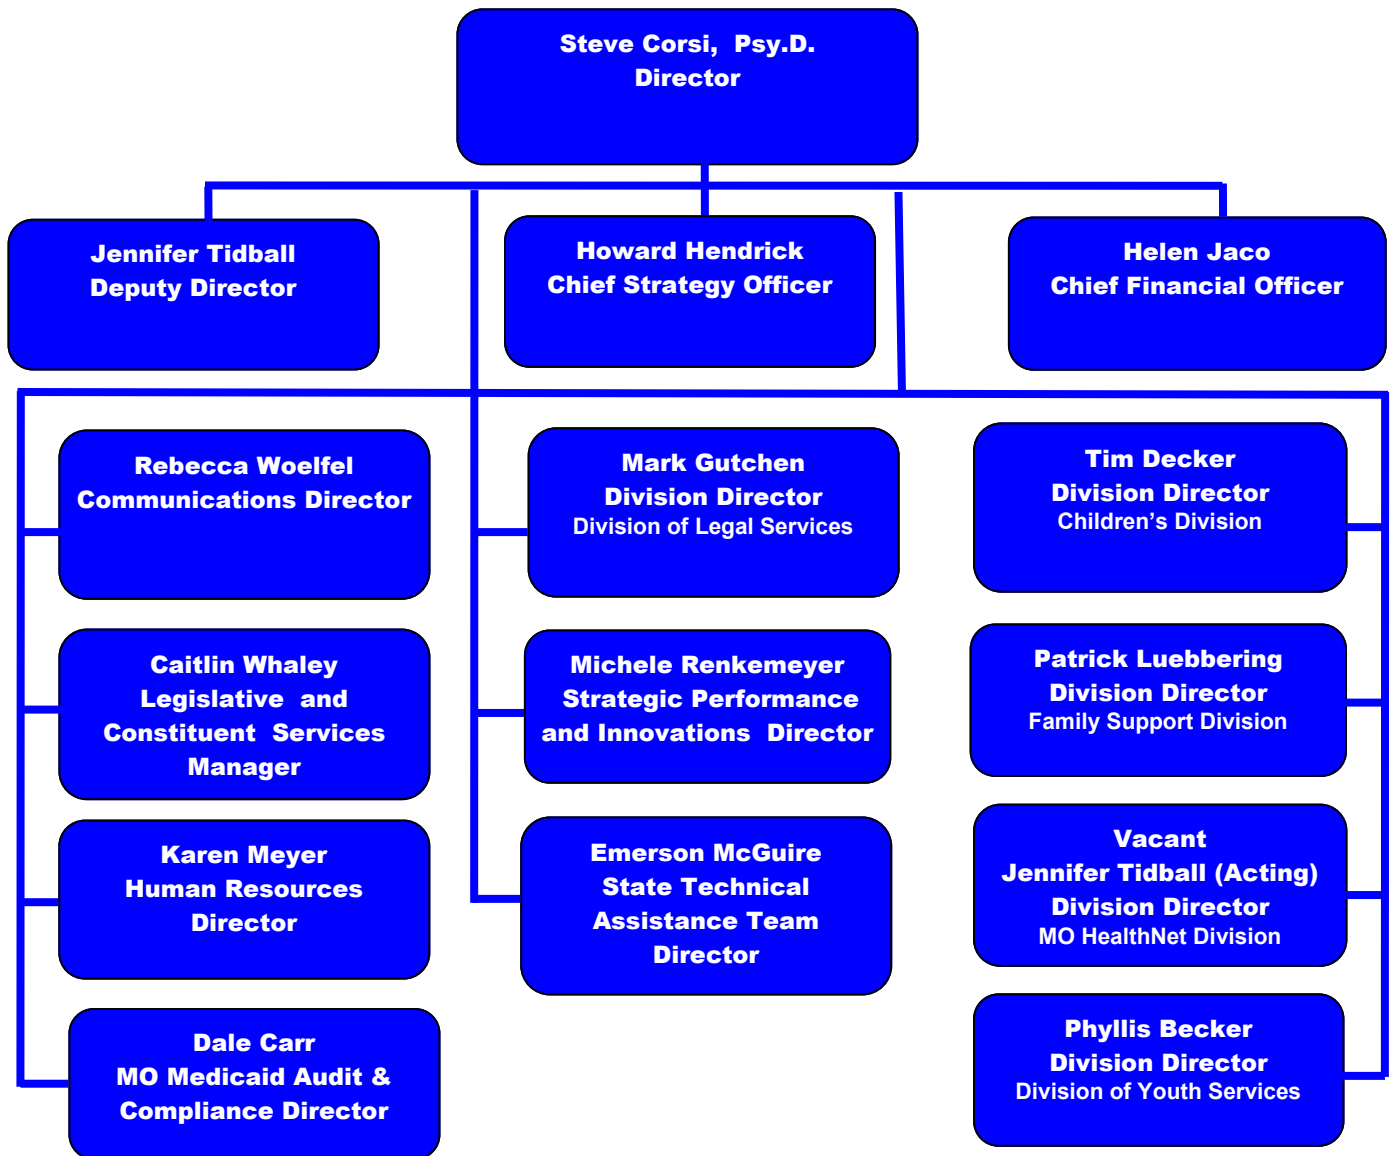 Steve Corsi, Psy.D.
Director
Jennifer Tidball
Deputy Director
Howard Hendrick
Chief Strategy Officer
Helen Jaco
Chief Financial Officer
Rebecca Woelfel
Communications Director
Mark Gutchen
Division Director
Division of Legal Services
Tim Decker
Division Director
Children’s Division
Caitlin Whaley
Legislative and
Constituent Services
Manager
Michele Renkemeyer
Strategic Performance
and Innovations Director
Patrick Luebbering
Division Director
Family Support Division
Karen Meyer
Human Resources
Director
Emerson McGuire
State Technical
Assistance Team
Director
Vacant
Jennifer Tidball (Acting)
Division Director
MO HealthNet Division
Dale Carr
MO Medicaid Audit &
Compliance Director
Phyllis Becker
Division Director
Division of Youth Services